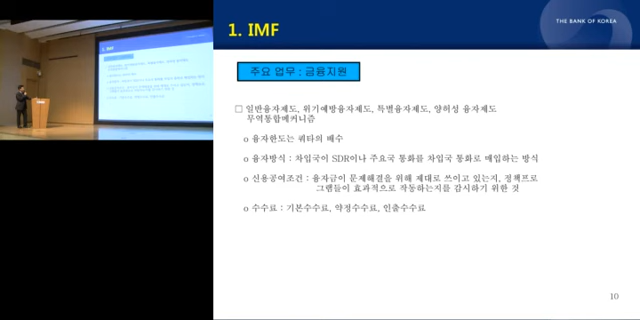 1. IMF
THE BANK OF KOREA
주요 업무 : 금융지원
□ 일반융자제도, 위기예방융자제도, 특별융자제도, 양허성 융자제도
무역통합메커니즘
o 융자한도는 쿼타의 배수
o 융자방식 : 차입국이 SDR이나 주요국 통화를 차입국 통화로 매입하는 방식
o 신용공여조건 : 융자금이 문제해결을 위해 제대로 쓰이고 있는지, 정책프로
그램들이 효과적으로 작동하는지를 감시하기 위한 것
o 수수료 : 기본수수료, 약정수수료, 인출수수료
10
1. IMF